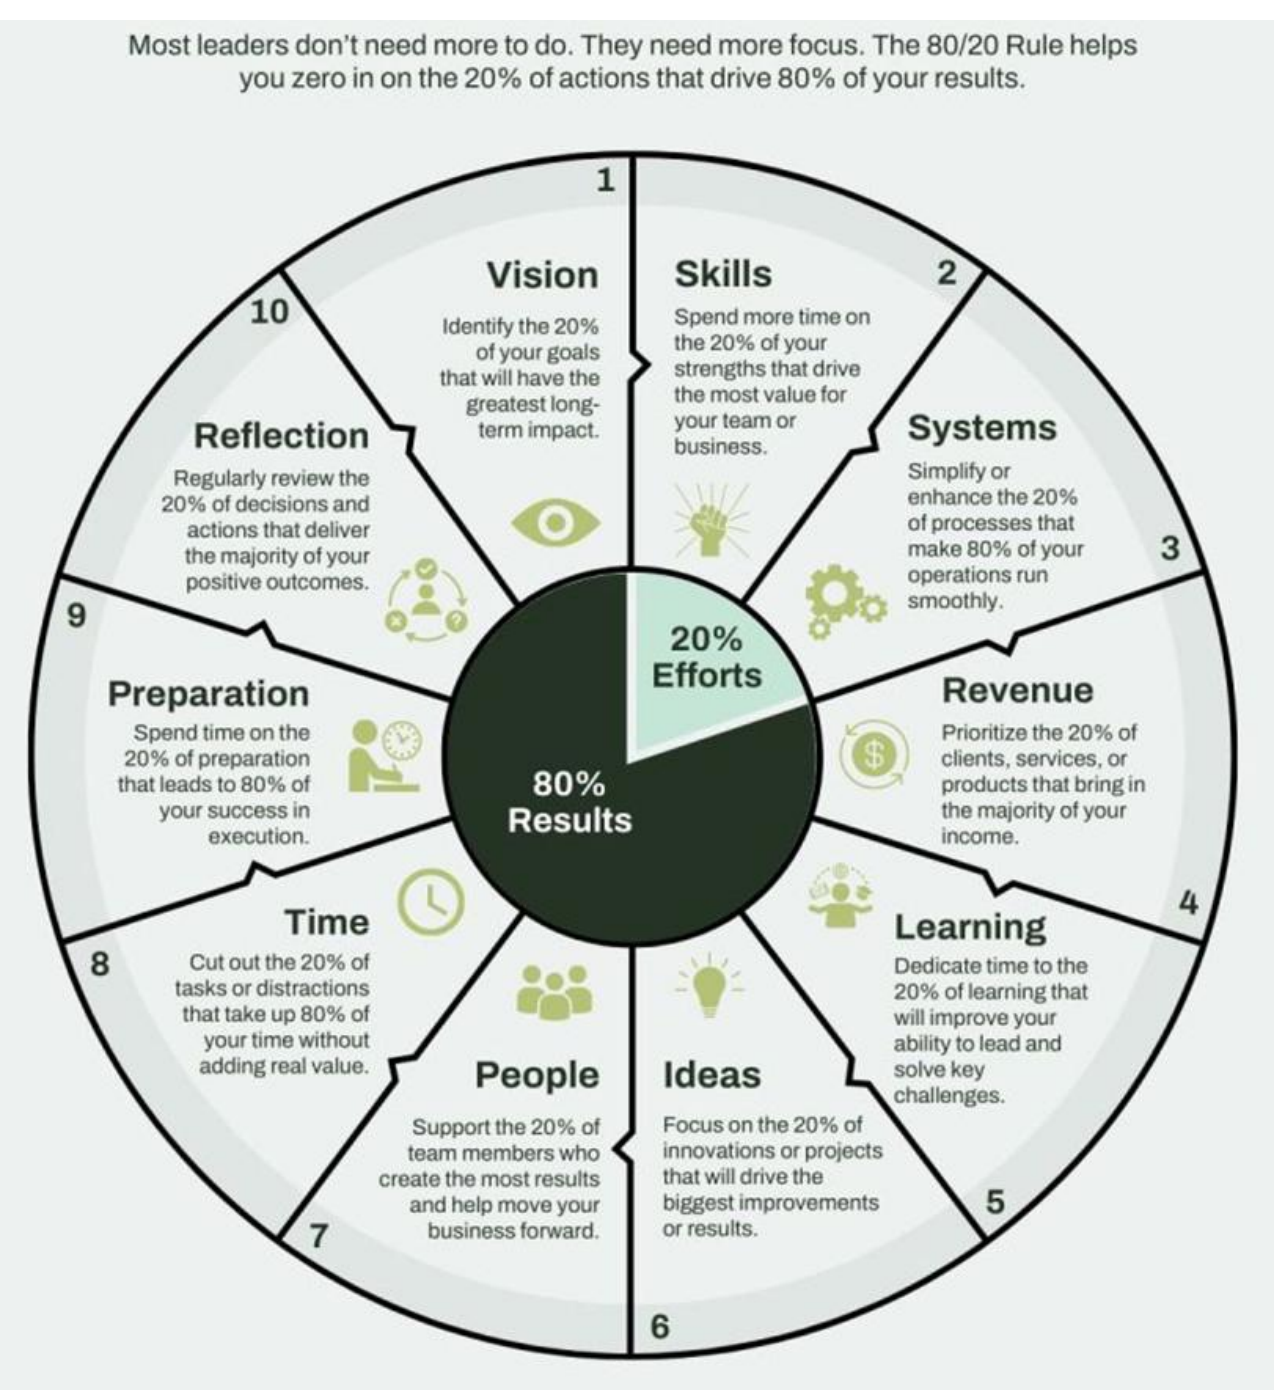 Most leaders don't need more to do. They need more focus. The 80/20 Rule helps
you zero in on the 20% of actions that drive 80% of your results.
1
Vision
Identify the 20%
of your goals
that will have the
greatest long-
term impact.
2
Skills
Spend more time on
the 20% of your
strengths that drive
the most value for
your team or
business.
3
Systems
Simplify or
enhance the 20%
of processes that
make 80% of your
operations run
smoothly.
4
Revenue
Prioritize the 20% of
clients, services, or
products that bring in
the majority of your
income.
5
Learning
Dedicate time to the
20% of learning that
will improve your
ability to lead and
solve key
challenges.
6
Ideas
Focus on the 20% of
innovations or projects
that will drive the
biggest improvements
or results.
7
People
Support the 20% of
team members who
create the most results
and help move your
business forward.
8
Time
Cut out the 20% of
tasks or distractions
that take up 80% of
your time without
adding real value.
9
Preparation
Spend time on the
20% of preparation
that leads to 80% of
your success in
execution.
10
Reflection
Regularly review the
20% of decisions and
actions that deliver
the majority of your
positive outcomes.
20%
Efforts
80%
Results
$
?